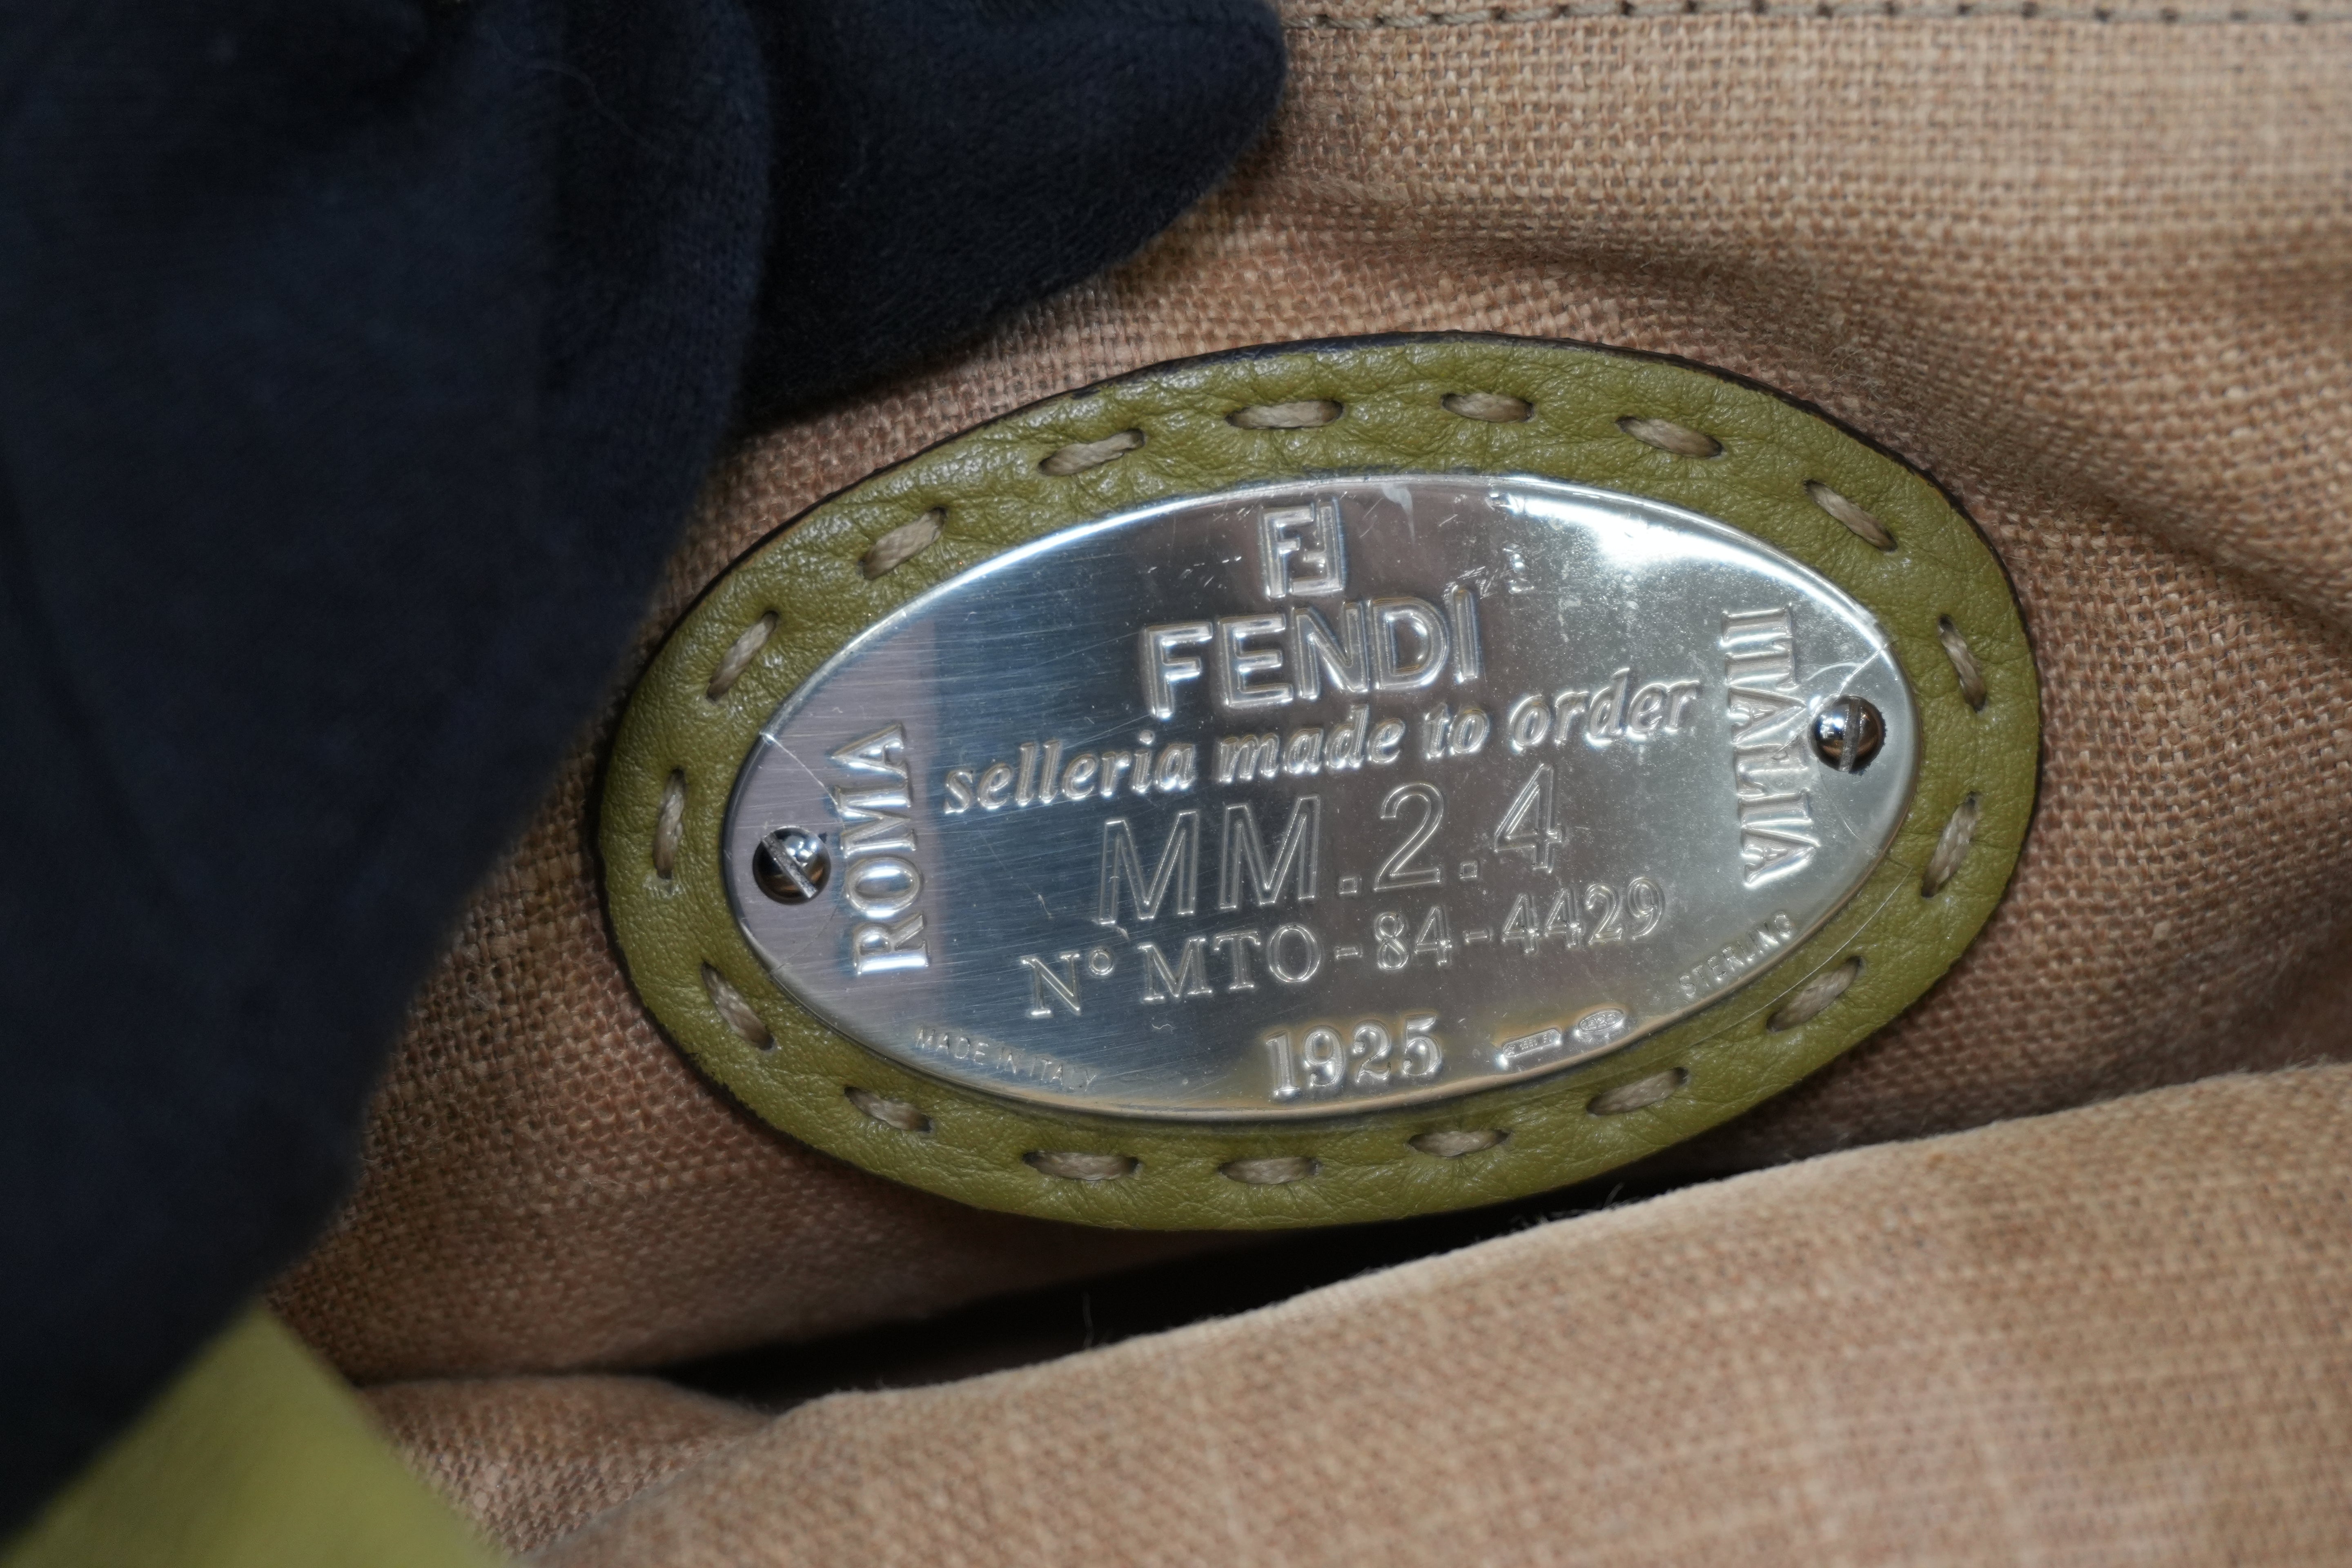 FENDI
selleria made to order
MM.2.4
N° MTO-84-4429
1925
ROMA
ITALIA
MADE IN ITALY
STERLING